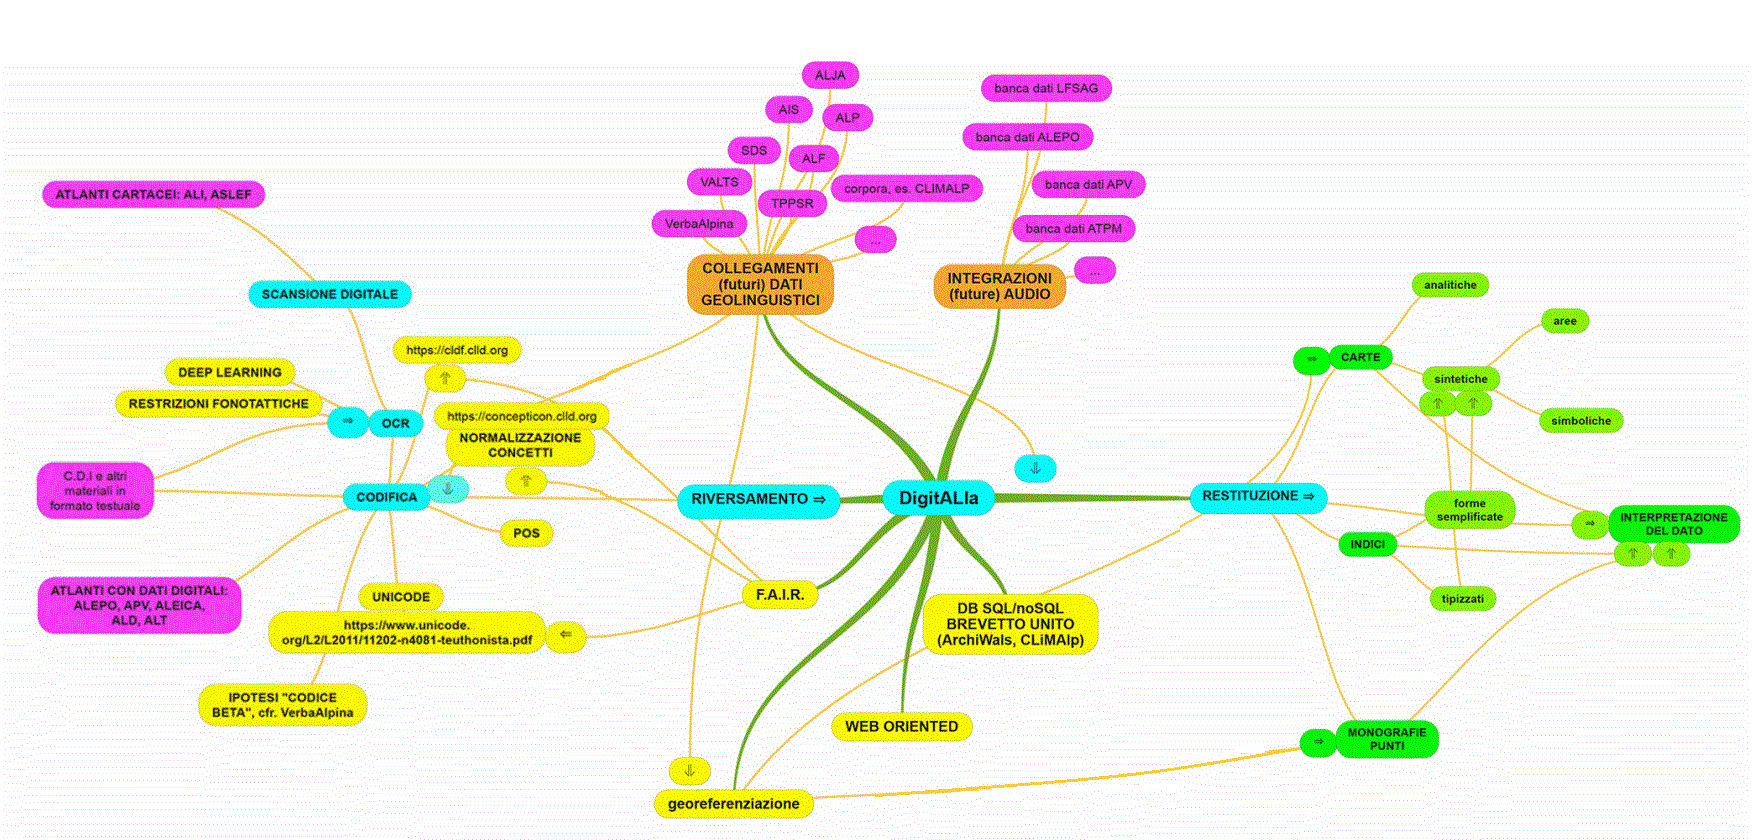 ALJA
AIS
ALP
SDS
ALF
VALTS
TPPSR
corpora, es. CLIMALP
VerbaAlpina
...
COLLEGAMENTI
(futuri) DATI
GEOLINGUISTICI
banca dati LFSAG
banca dati ALEPO
banca dati APV
banca dati ATPM
...
INTEGRAZIONI
(future) AUDIO
ATLANTI CARTACEI: ALI, ASLEF
SCANSIONE DIGITALE
https://cldf.clld.org
⇑
DEEP LEARNING
RESTRIZIONI FONOTATTICHE
⇒
OCR
https://concepticon.clld.org
NORMALIZZAZIONE
CONCETTI
⇑
C.D.I e altri
materiali in
formato testuale
CODIFICA
⇓
RIVERSAMENTO ⇒
DigitALIa
⇓
POS
ATLANTI CON DATI DIGITALI:
ALEPO, APV, ALEICA,
ALD, ALT
UNICODE
https://www.unicode.
org/L2/L2011/11202-n4081-teuthonista.pdf
⇐
F.A.I.R.
IPOTESI "CODICE
BETA", cfr. VerbaAlpina
DB SQL/noSQL
BREVETTO UNITO
(ArchiWals, CLiMAlp)
WEB ORIENTED
⇓
georeferenziazione
RESTITUZIONE ⇒
analitiche
aree
⇒
CARTE
sintetiche
⇑
⇑
simboliche
forme
semplificate
⇒
INTERPRETAZIONE
DEL DATO
⇑
⇑
INDICI
tipizzati
⇒
MONOGRAFIE
PUNTI